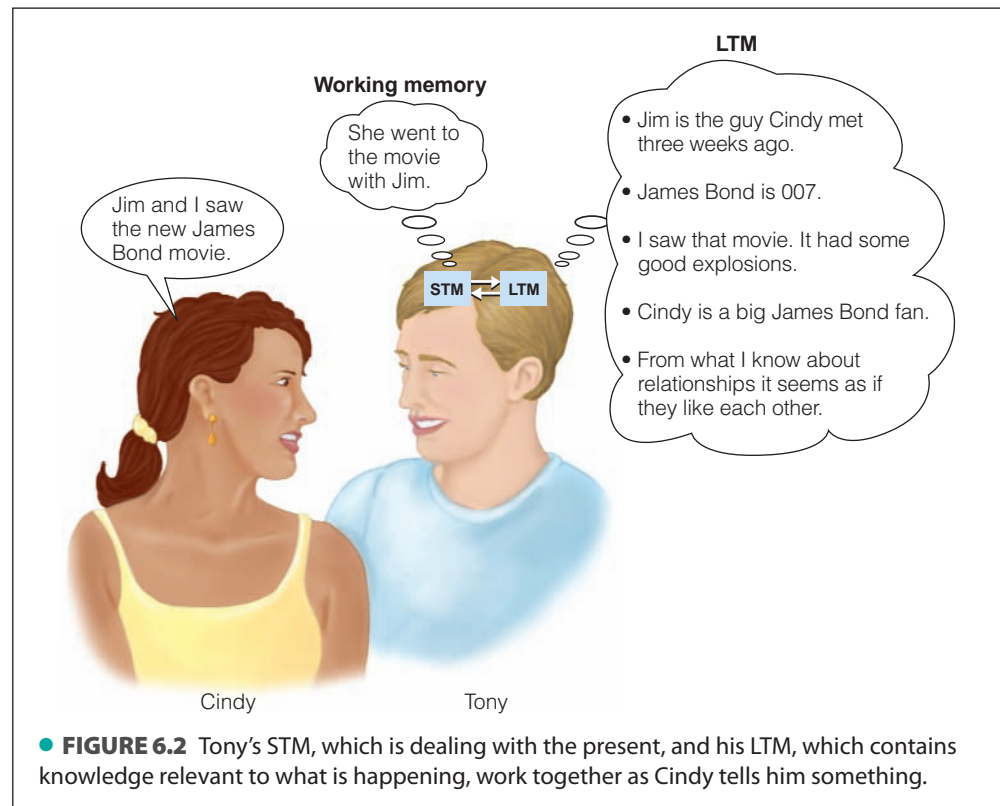 LTM
Working memory
She went to
the movie
with Jim.
• Jim is the guy Cindy met
three weeks ago.
• James Bond is 007.
• I saw that movie. It had some
good explosions.
• Cindy is a big James Bond fan.
• From what I know about
relationships it seems as if
they like each other.
Jim and I saw
the new James
Bond movie.
STM
LTM
Cindy
Tony
● FIGURE 6.2 Tony’s STM, which is dealing with the present, and his LTM, which contains
knowledge relevant to what is happening, work together as Cindy tells him something.